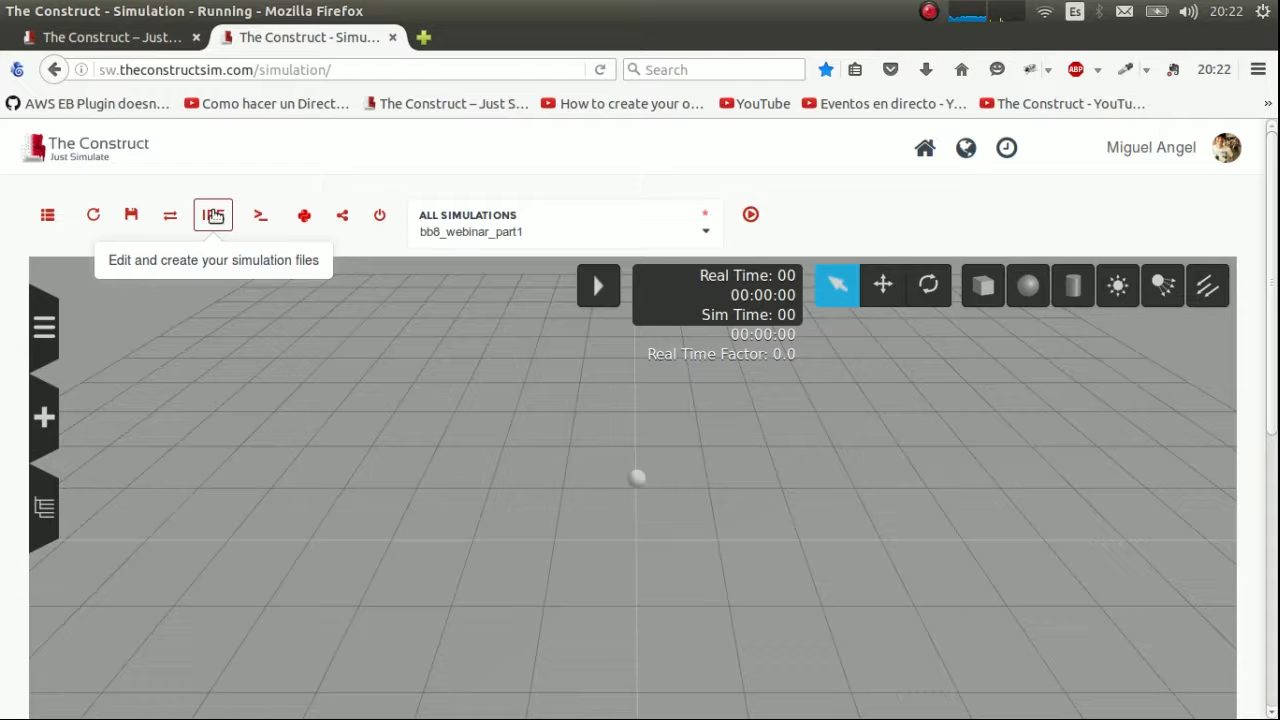 The Construct - Simulation - Running - Mozilla Firefox
Es
20:22
The Construct – Just...
The Construct - Simu...
sw.theconstructsim.com/simulation/
Search
ABP
20:22
AWS EB Plugin doesn...
Como hacer un Direct...
The Construct – Just S...
How to create your o...
YouTube
Eventos en directo - Y...
The Construct - YouTu...
»
The Construct
Just Simulate
Miguel Angel
ALL SIMULATIONS *
bb8_webinar_part1
Edit and create your simulation files
Real Time: 00
00:00:00
Sim Time: 00
00:00:00
Real Time Factor: 0.0